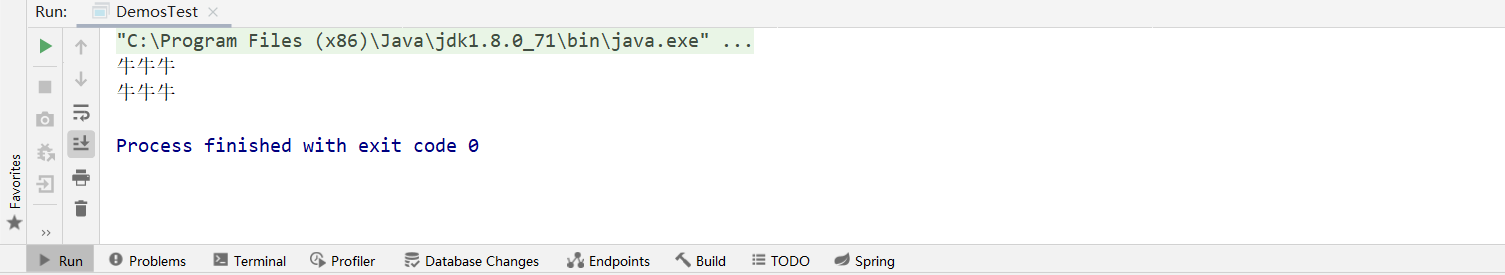 Run: DemosTest
"C:\Program Files (x86)\Java\jdk1.8.0_71\bin\java.exe" ...
牛牛牛
牛牛牛
Process finished with exit code 0
Favorites
Run Problems Terminal Profiler Database Changes Endpoints Build TODO Spring